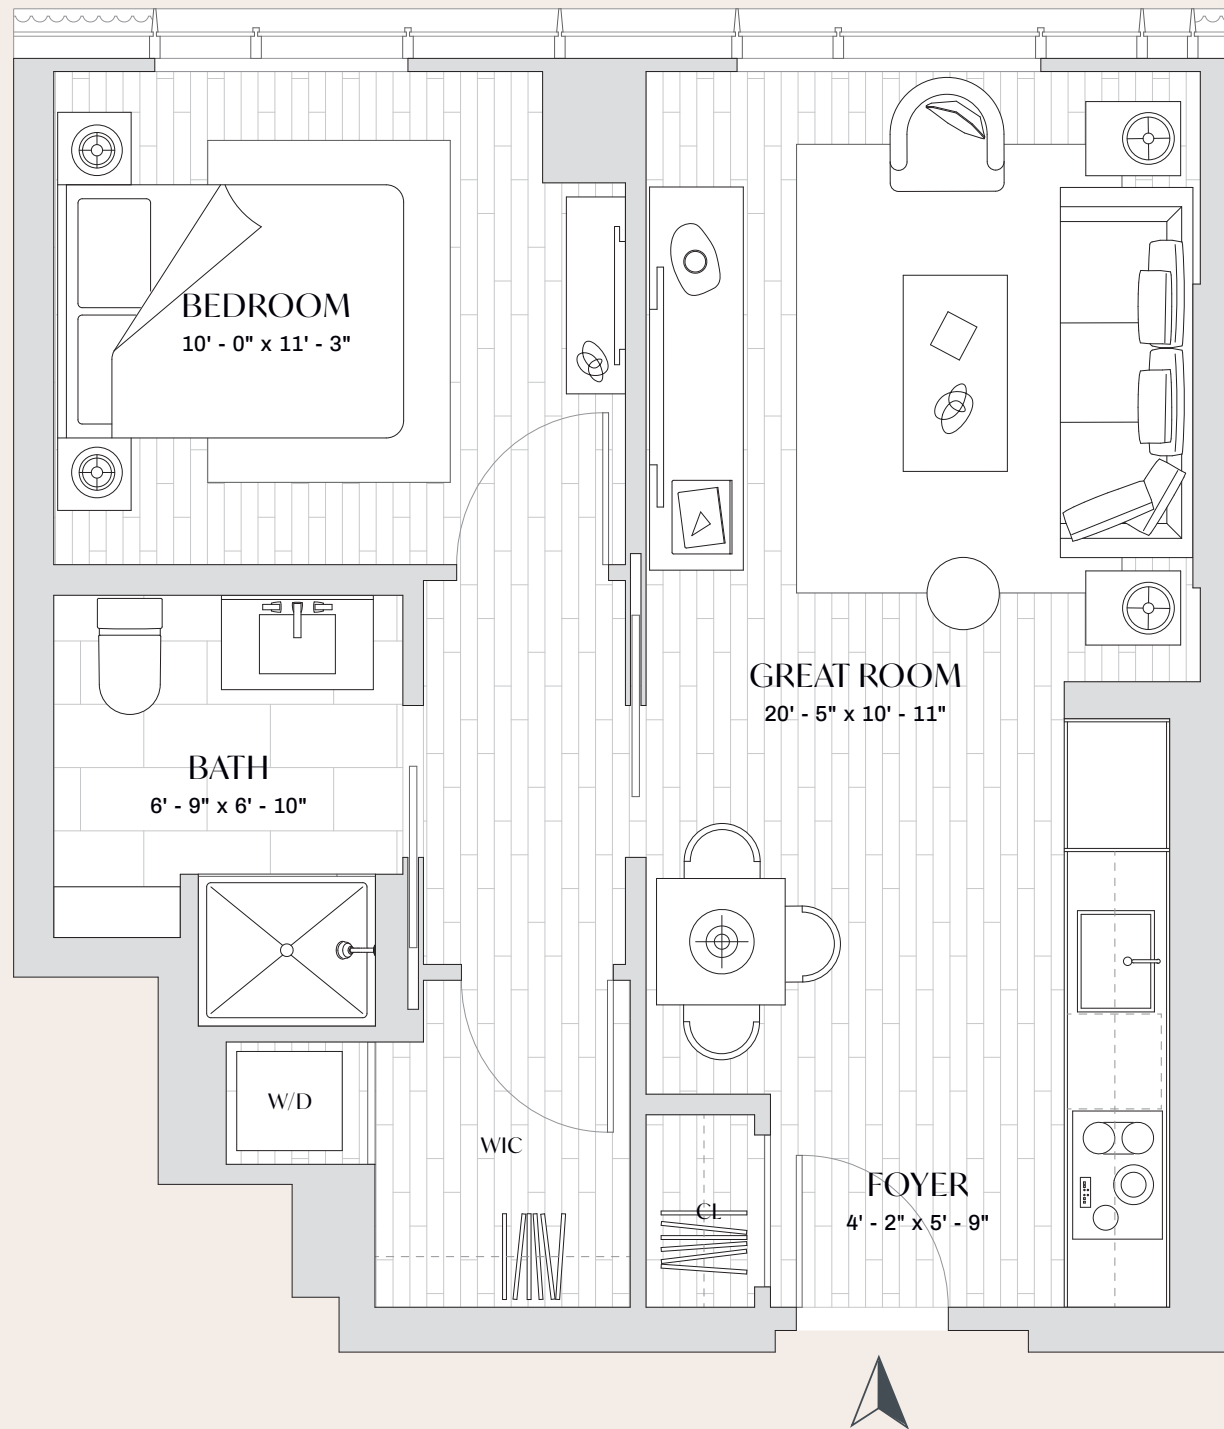 BEDROOM
10' - 0" x 11' - 3"
GREAT ROOM
20' - 5" x 10' - 11"
BATH
6' - 9" x 6' - 10"
W/D
WIC
CL
FOYER
4' - 2" x 5' - 9"